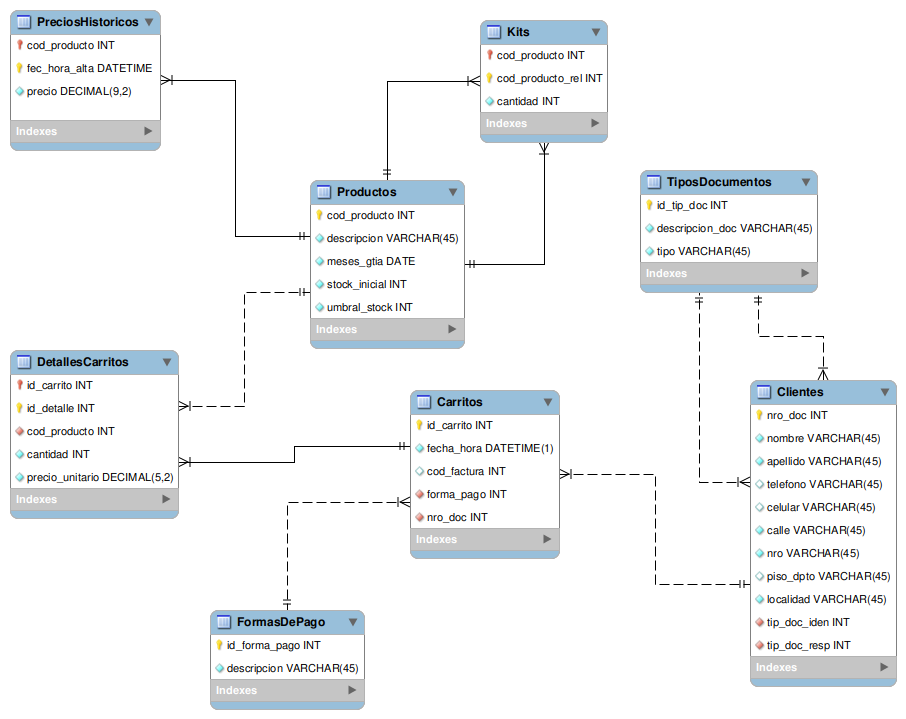 PreciosHistoricos
cod_producto INT
fec_hora_alta DATETIME
precio DECIMAL(9,2)
Indexes
Kits
cod_producto INT
cod_producto_rel INT
cantidad INT
Indexes
Productos
cod_producto INT
descripcion VARCHAR(45)
meses_gtia DATE
stock_inicial INT
umbral_stock INT
Indexes
TiposDocumentos
id_tip_doc INT
descripcion_doc VARCHAR(45)
tipo VARCHAR(45)
Indexes
DetallesCarritos
id_carrito INT
id_detalle INT
cod_producto INT
cantidad INT
precio_unitario DECIMAL(5,2)
Indexes
Carritos
id_carrito INT
fecha_hora DATETIME(1)
cod_factura INT
forma_pago INT
nro_doc INT
Indexes
Clientes
nro_doc INT
nombre VARCHAR(45)
apellido VARCHAR(45)
telefono VARCHAR(45)
celular VARCHAR(45)
calle VARCHAR(45)
nro VARCHAR(45)
piso_dpto VARCHAR(45)
localidad VARCHAR(45)
tip_doc_iden INT
tip_doc_resp INT
Indexes
FormasDePago
id_forma_pago INT
descripcion VARCHAR(45)
Indexes